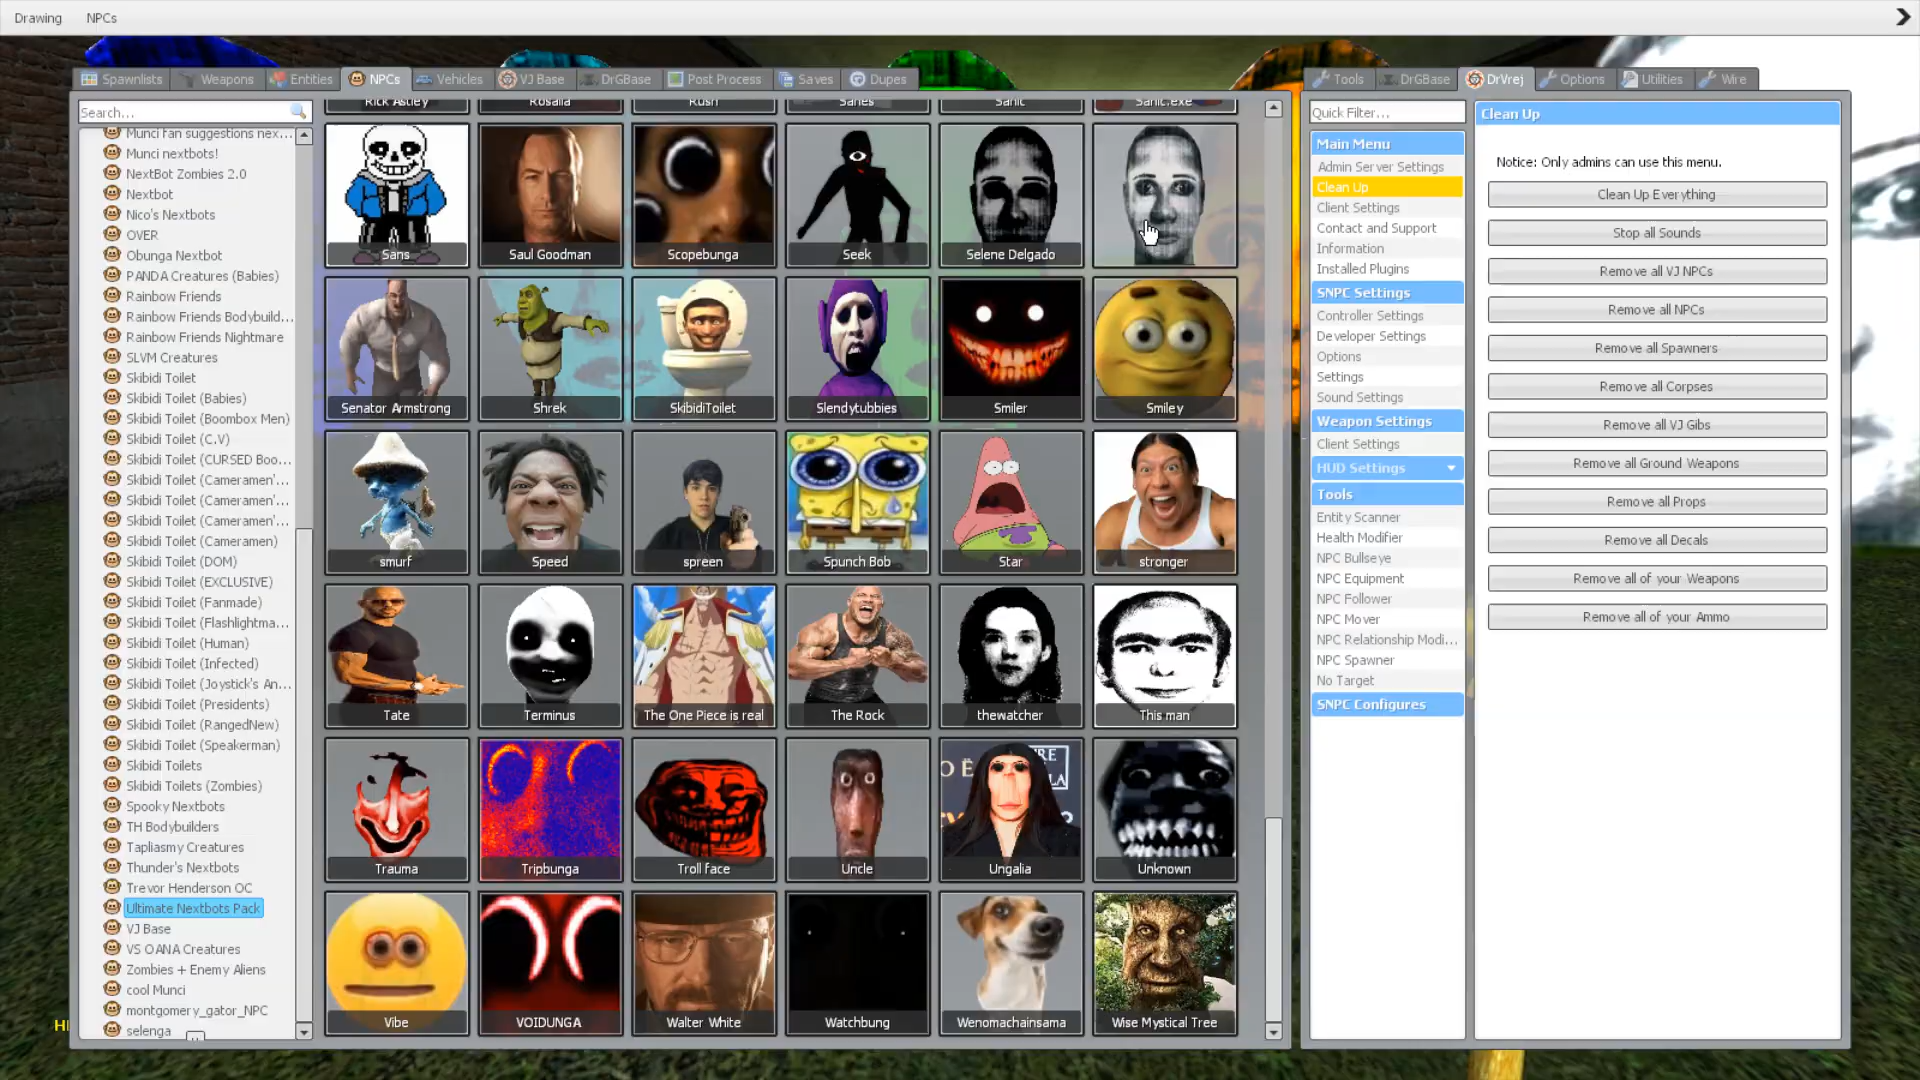 Drawing NPCs
Spawnlists Weapons Entities NPCs Vehicles VJ Base DrGBase Post Process Saves Dupes
Tools DrGBase DrVrej Options Utilities Wire
Search...
Munci fan suggestions nex...
Munci nextbots!
NextBot Zombies 2.0
Nextbot
Nico's Nextbots
OVER
Obunga Nextbot
PANDA Creatures (Babies)
Rainbow Friends
Rainbow Friends Bodybuild...
Rainbow Friends Nightmare
SLVM Creatures
Skibidi Toilet
Skibidi Toilet (Babies)
Skibidi Toilet (Boombox Men)
Skibidi Toilet (C.V)
Skibidi Toilet (CURSED Boo...
Skibidi Toilet (Cameramen'...
Skibidi Toilet (Cameramen'...
Skibidi Toilet (Cameramen'...
Skibidi Toilet (Cameramen)
Skibidi Toilet (DOM)
Skibidi Toilet (EXCLUSIVE)
Skibidi Toilet (Fanmade)
Skibidi Toilet (Flashlightma...
Skibidi Toilet (Human)
Skibidi Toilet (Infected)
Skibidi Toilet (Joystick's An...
Skibidi Toilet (Presidents)
Skibidi Toilet (RangedNew)
Skibidi Toilet (Speakerman)
Skibidi Toilets
Skibidi Toilets (Zombies)
Spooky Nextbots
TH Bodybuilders
Tapliasmy Creatures
Thunder's Nextbots
Trevor Henderson OC
Ultimate Nextbots Pack
VJ Base
VS OANA Creatures
Zombies + Enemy Aliens
cool Munci
montgomery_gator_NPC
selenga
Rick Astley Rosalia Rush Sanes Sanic Sanic.exe
Sans Saul Goodman Scopebunga Seek Selene Delgado
Senator Armstrong Shrek SkibidiToilet Slendytubbies Smiler Smiley
smurf Speed spreen Spunch Bob Star stronger
Tate Terminus The One Piece is real The Rock thewatcher This man
Trauma Tripbunga Troll face Uncle Ungalia Unknown
Vibe VOIDUNGA Walter White Watchbung Wenomachainsama Wise Mystical Tree
Quick Filter...
Main Menu
Admin Server Settings
Clean Up
Client Settings
Contact and Support
Information
Installed Plugins
SNPC Settings
Controller Settings
Developer Settings
Options
Settings
Sound Settings
Weapon Settings
Client Settings
HUD Settings
Tools
Entity Scanner
Health Modifier
NPC Bullseye
NPC Equipment
NPC Follower
NPC Mover
NPC Relationship Modi...
NPC Spawner
No Target
SNPC Configures
Clean Up
Notice: Only admins can use this menu.
Clean Up Everything
Stop all Sounds
Remove all VJ NPCs
Remove all NPCs
Remove all Spawners
Remove all Corpses
Remove all VJ Gibs
Remove all Ground Weapons
Remove all Props
Remove all Decals
Remove all of your Weapons
Remove all of your Ammo